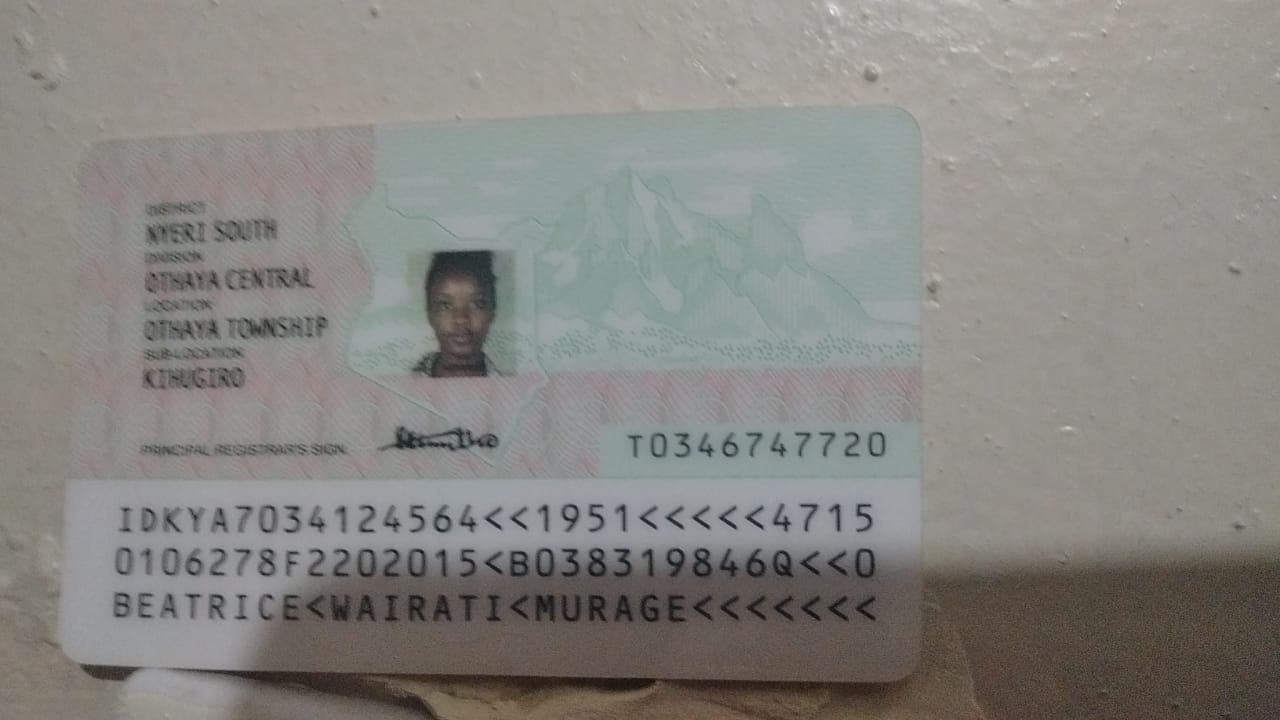 DISTRICT
NYERI SOUTH
DIVISION
OTHAYA CENTRAL
LOCATION
OTHAYA TOWNSHIP
SUB-LOCATION
KIHUGIRO
PRINCIPAL REGISTRAR'S SIGN.
T0346747720
IDKYA7034124564<<1951<<<<<4715
0106278F2202015<B038319846Q<<0
BEATRICE<WAIRATI<MURAGE<<<<<<<